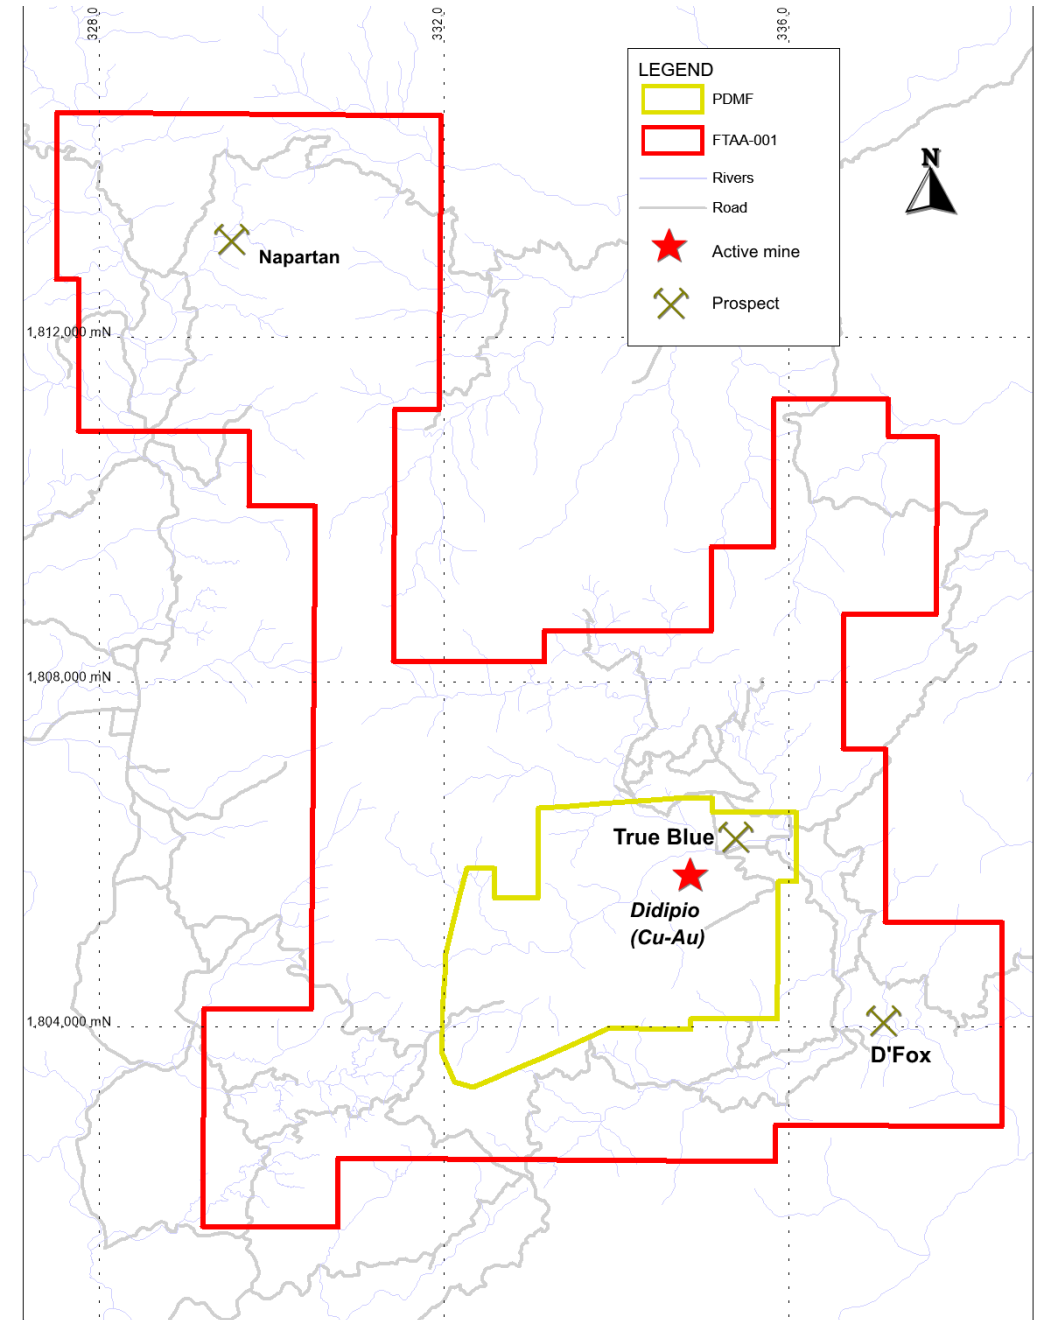 328.0
332.0
336.0
LEGEND
PDMF
FTAA-001
Rivers
Road
Active mine
Prospect
N
Napartan
1,812,000 mN
1,808,000 mN
True Blue
Didipio
(Cu-Au)
1,804,000 mN
D'Fox